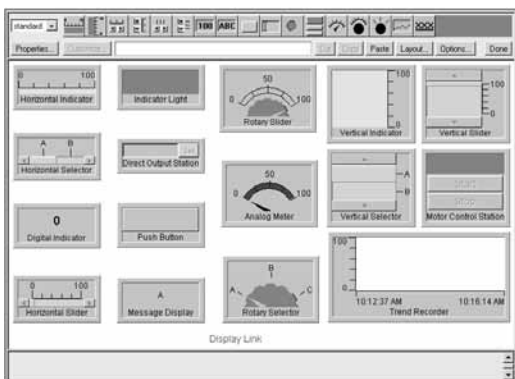 standard
100 ABC
Properties... Customize... Cut Copy Paste Layout... Options... Done
0 100
Horizontal Indicator
Indicator Light
0 50 100
Rotary Slider
100
0
Vertical Indicator
100
0
Vertical Slider
A B
Horizontal Selector
Set
Direct Output Station
0 50 100
Analog Meter
A
B
Vertical Selector
Start
Stop
Motor Control Station
0
Digital Indicator
Push Button
0 100
Horizontal Slider
A
Message Display
A B C
Rotary Selector
100
0
10:12:37 AM 10:16:14 AM
Trend Recorder
Display Link